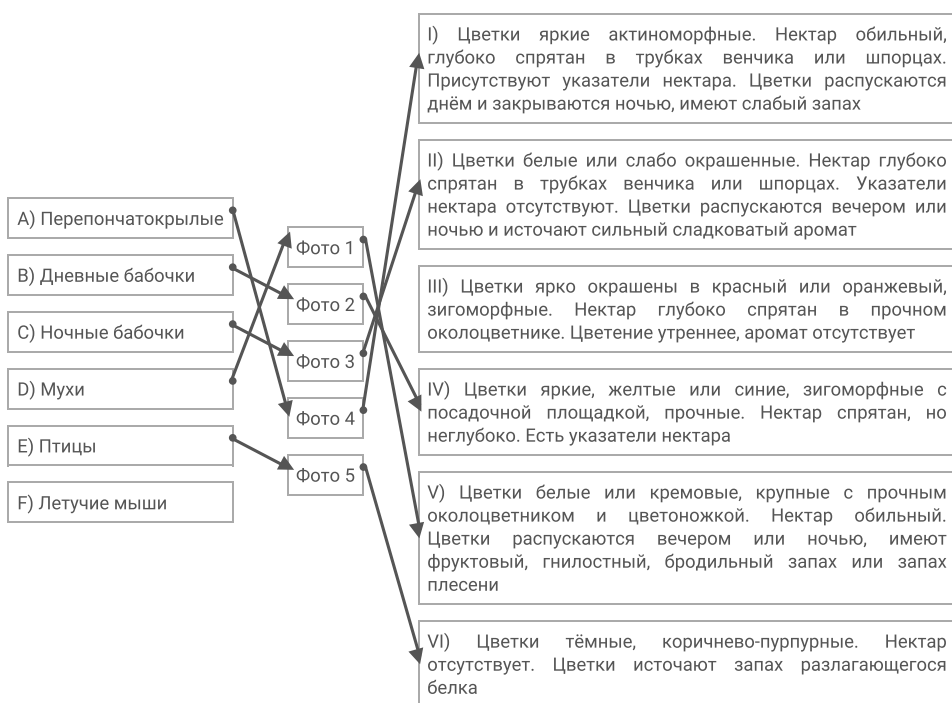 A) Перепончатокрылые
B) Дневные бабочки
C) Ночные бабочки
D) Мухи
E) Птицы
F) Летучие мыши
Фото 1
Фото 2
Фото 3
Фото 4
Фото 5
I) Цветки яркие актиноморфные. Нектар обильный,
глубоко спрятан в трубках венчика или шпорцах.
Присутствуют указатели нектара. Цветки распускаются
днём и закрываются ночью, имеют слабый запах
II) Цветки белые или слабо окрашенные. Нектар глубоко
спрятан в трубках венчика или шпорцах. Указатели
нектара отсутствуют. Цветки распускаются вечером или
ночью и источают сильный сладковатый аромат
III) Цветки ярко окрашены в красный или оранжевый,
зигоморфные. Нектар глубоко спрятан в прочном
околоцветнике. Цветение утреннее, аромат отсутствует
IV) Цветки яркие, желтые или синие, зигоморфные с
посадочной площадкой, прочные. Нектар спрятан, но
неглубоко. Есть указатели нектара
V) Цветки белые или кремовые, крупные с прочным
околоцветником и цветоножкой. Нектар обильный.
Цветки распускаются вечером или ночью, имеют
фруктовый, гнилостный, бродильный запах или запах
плесени
VI) Цветки тёмные, коричнево-пурпурные. Нектар
отсутствует. Цветки источают запах разлагающегося
белка